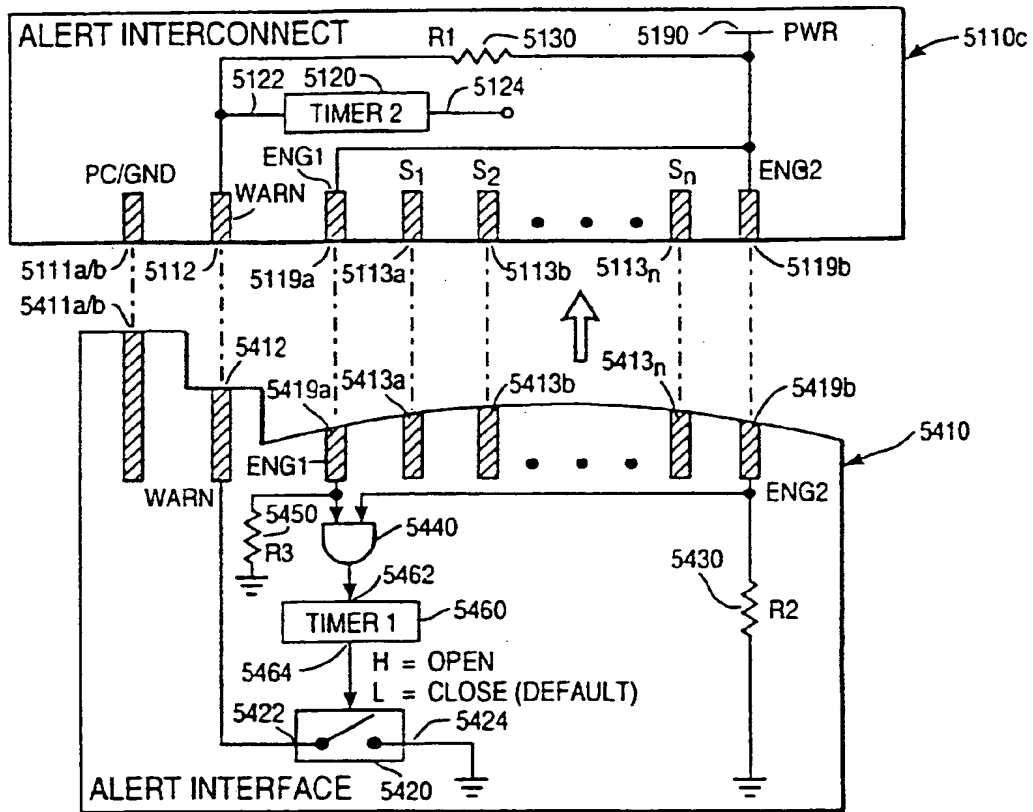 ALERT INTERCONNECT
R1
5130
5190
PWR
5110c
5120
5122
TIMER 2
5124
PC/GND
WARN
ENG1
S1
S2
Sn
ENG2
5111a/b
5112
5119a
5113a
5113b
5113n
5119b
5411a/b
5412
5419a
5413a
5413b
5413n
5419b
5410
WARN
ENG1
ENG2
5450
R3
5440
5462
TIMER 1
5460
5430
R2
5464
H = OPEN
L = CLOSE (DEFAULT)
5422
5424
5420
ALERT INTERFACE